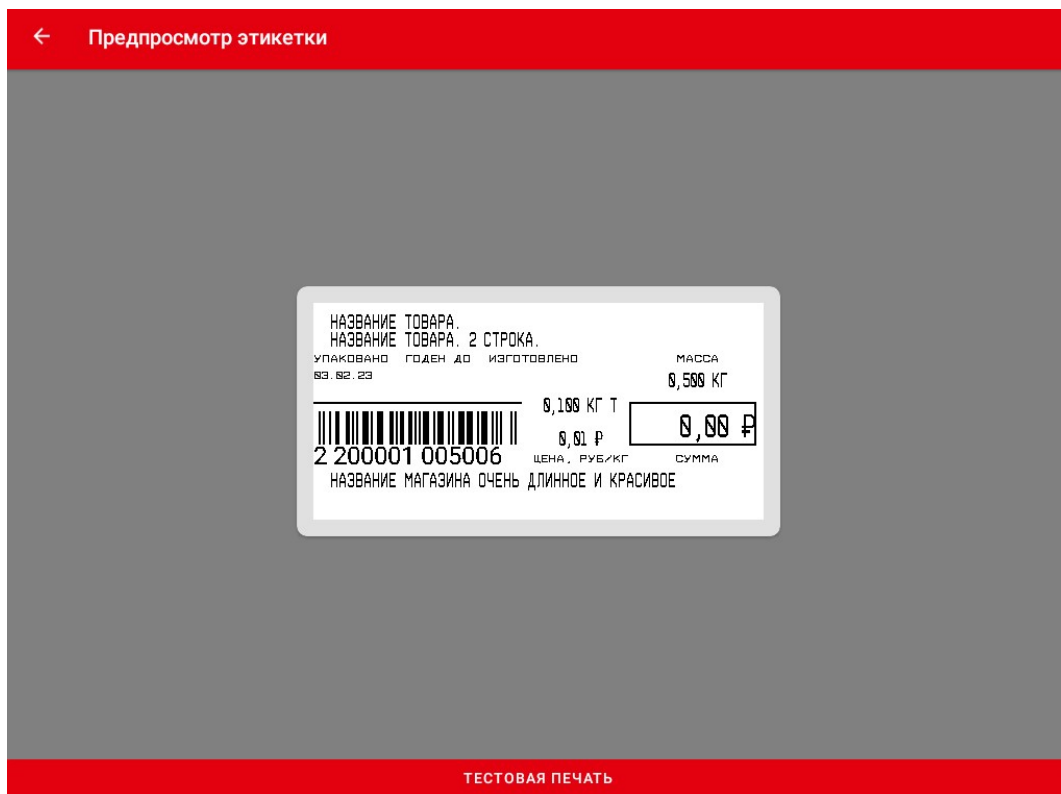 Предпросмотр этикетки
НАЗВАНИЕ ТОВАРА.
НАЗВАНИЕ ТОВАРА. 2 СТРОКА.
УПАКОВАНО ГОДЕН ДО ИЗГОТОВЛЕНО МАССА
03.02.23 0,500 КГ
0,100 КГ Т
0,00 ₽
0,01 ₽
2 200001 005006 ЦЕНА, РУБ/КГ СУММА
НАЗВАНИЕ МАГАЗИНА ОЧЕНЬ ДЛИННОЕ И КРАСИВОЕ
ТЕСТОВАЯ ПЕЧАТЬ